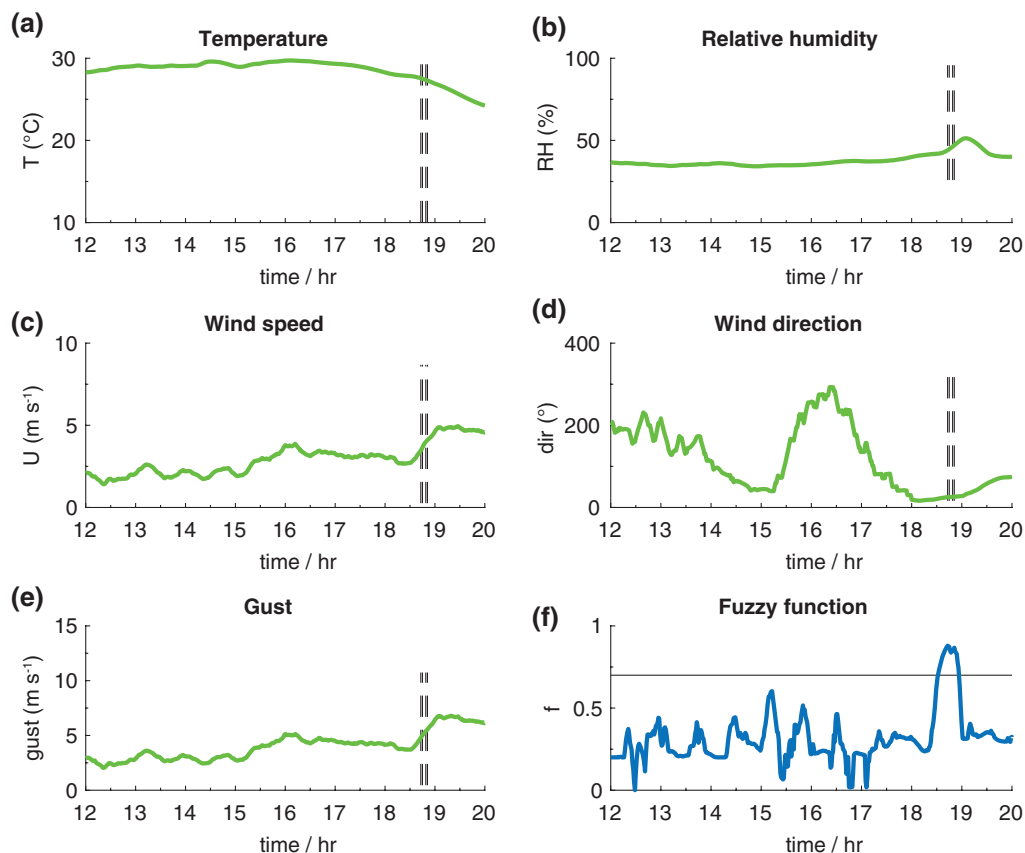 (a)
Temperature
30
20
10
T (°C)
12 13 14 15 16 17 18 19 20
time / hr
(b)
Relative humidity
100
50
0
RH (%)
12 13 14 15 16 17 18 19 20
time / hr
(c)
Wind speed
10
5
0
U (m s⁻¹)
12 13 14 15 16 17 18 19 20
time / hr
(d)
Wind direction
400
200
0
dir (°)
12 13 14 15 16 17 18 19 20
time / hr
(e)
Gust
15
10
5
0
gust (m s⁻¹)
12 13 14 15 16 17 18 19 20
time / hr
(f)
Fuzzy function
1
0.5
0
f
12 13 14 15 16 17 18 19 20
time / hr